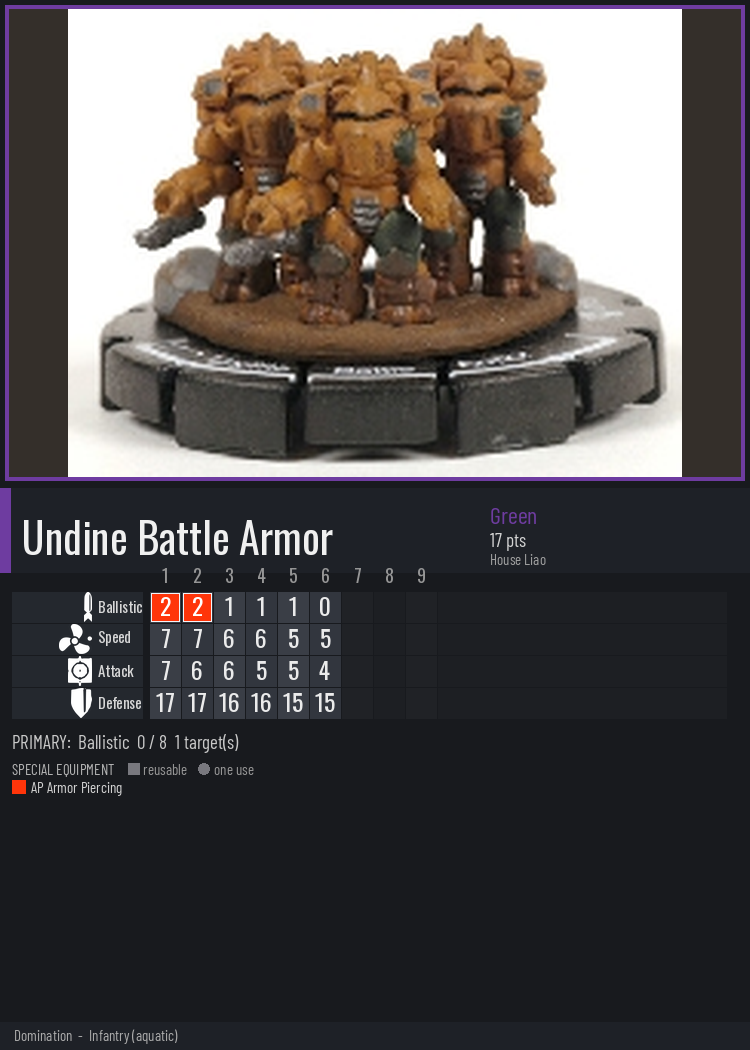 Undine Battle Armor
Green
17 pts
House Liao
1 2 3 4 5 6 7 8 9
Ballistic 2 2 1 1 1 0
Speed 7 7 6 6 5 5
Attack 7 6 6 5 5 4
Defense 17 17 16 16 15 15
PRIMARY: Ballistic 0 / 8 1 target(s)
SPECIAL EQUIPMENT reusable one use
AP Armor Piercing
Domination - Infantry (aquatic)